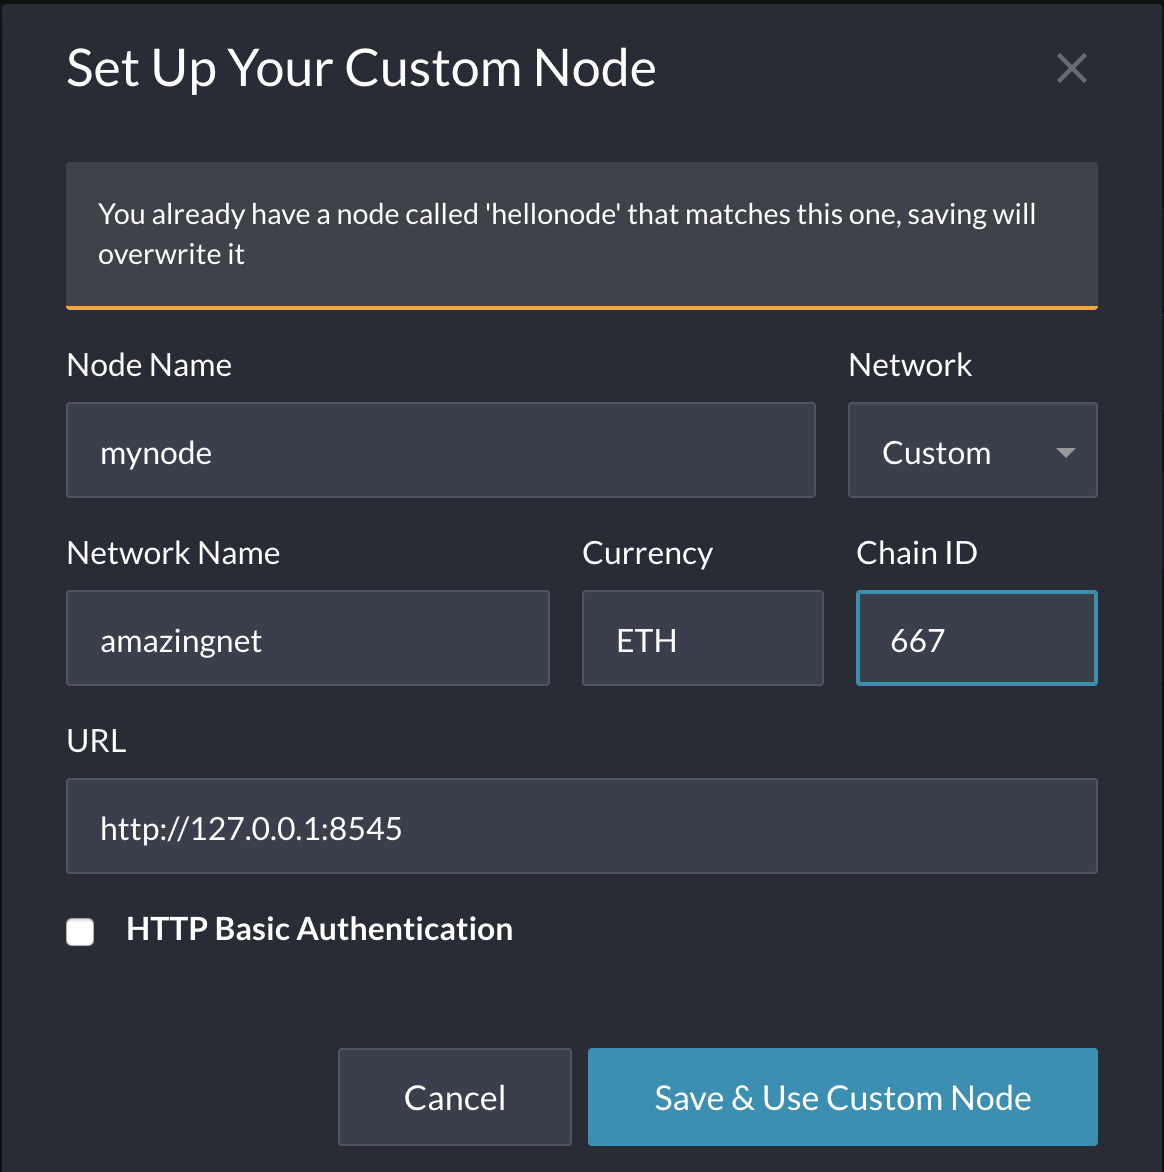 Set Up Your Custom Node
You already have a node called 'hellonode' that matches this one, saving will
overwrite it
Node Name
Network
mynode
Custom
Network Name
Currency
Chain ID
amazingnet
ETH
667
URL
http://127.0.0.1:8545
HTTP Basic Authentication
Cancel
Save & Use Custom Node